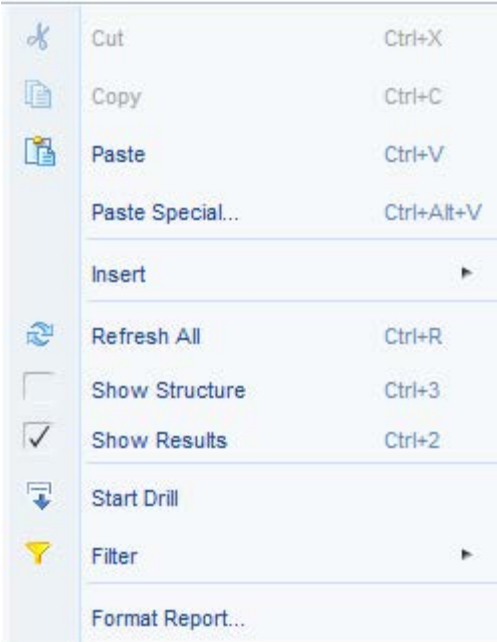 Cut Ctrl+X
Copy Ctrl+C
Paste Ctrl+V
Paste Special... Ctrl+Alt+V
Insert
Refresh All Ctrl+R
Show Structure Ctrl+3
Show Results Ctrl+2
Start Drill
Filter
Format Report...